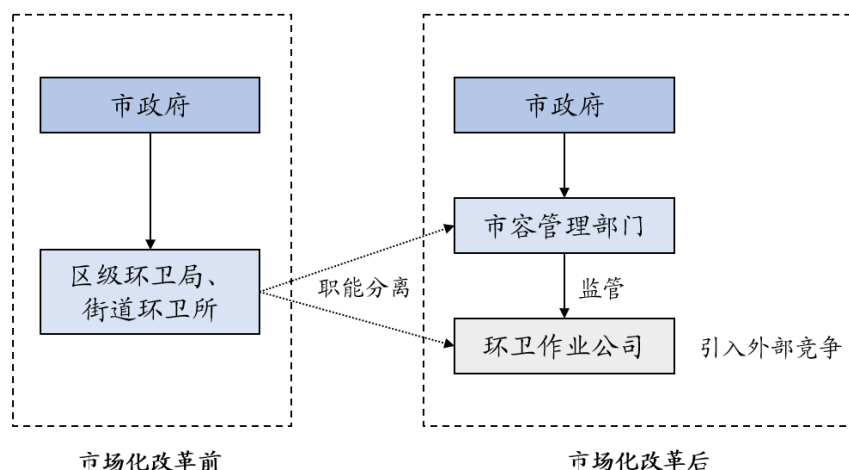 市政府
区级环卫局、
街道环卫所
市场化改革前
职能分离
市政府
市容管理部门
监管
环卫作业公司
引入外部竞争
市场化改革后